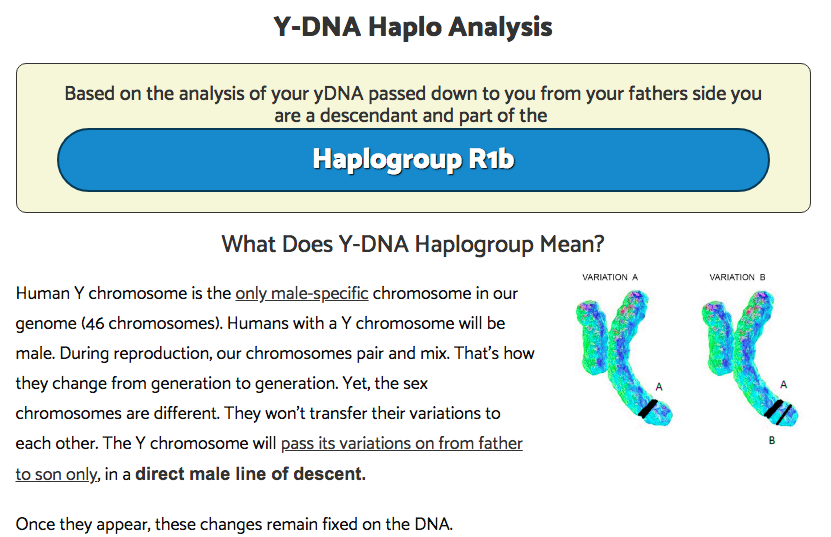 Y-DNA Haplo Analysis
Based on the analysis of your yDNA passed down to you from your fathers side you
are a descendant and part of the
Haplogroup R1b
What Does Y-DNA Haplogroup Mean?
Human Y chromosome is the only male-specific chromosome in our
genome (46 chromosomes). Humans with a Y chromosome will be
male. During reproduction, our chromosomes pair and mix. That's how
they change from generation to generation. Yet, the sex
chromosomes are different. They won't transfer their variations to
each other. The Y chromosome will pass its variations on from father
to son only, in a direct male line of descent.
Once they appear, these changes remain fixed on the DNA.
VARIATION A
VARIATION B
A
A
B